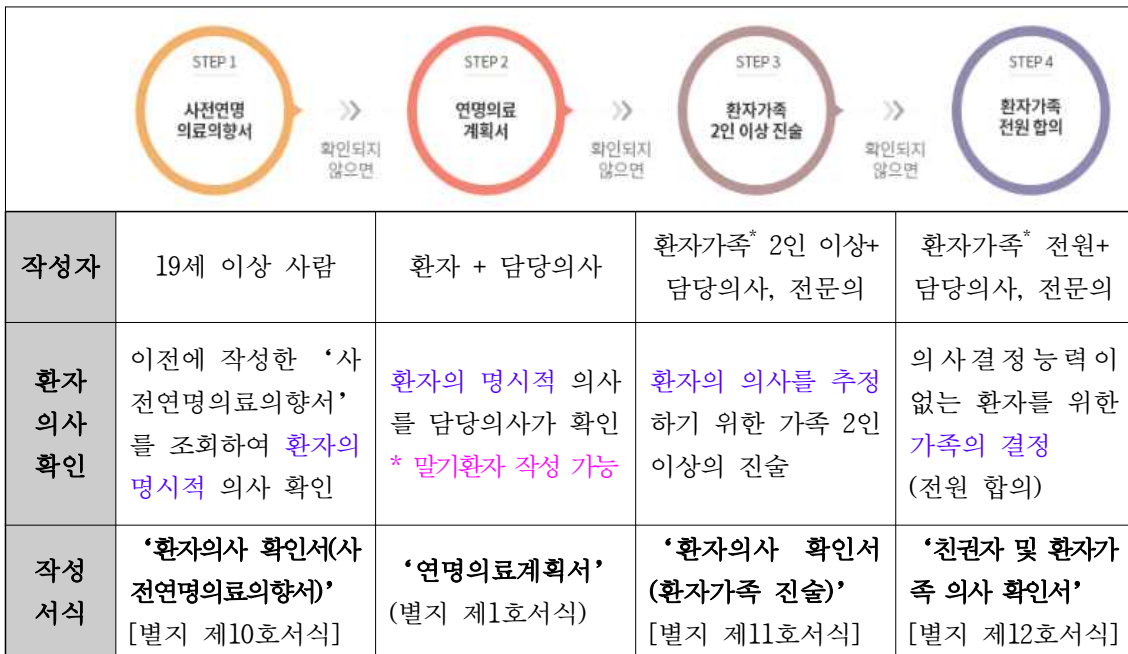 STEP 1
사전연명
의료의향서
확인되지
않으면
STEP 2
연명의료
계획서
확인되지
않으면
STEP 3
환자가족
2인 이상 진술
확인되지
않으면
STEP 4
환자가족
전원 합의
작성자
19세 이상 사람
환자 + 담당의사
환자가족* 2인 이상+
담당의사, 전문의
환자가족* 전원+
담당의사, 전문의
환자
의사
확인
이전에 작성한 ‘사
전연명의료의향서’
를 조회하여 환자의
명시적 의사 확인
환자의 명시적 의사
를 담당의사가 확인
* 말기환자 작성 가능
환자의 의사를 추정
하기 위한 가족 2인
이상의 진술
의사결정능력이
없는 환자를 위한
가족의 결정
(전원 합의)
작성
서식
‘환자의사 확인서(사
전연명의료의향서)’
[별지 제10호서식]
‘연명의료계획서’
(별지 제1호서식)
‘환자의사 확인서
(환자가족 진술)’
[별지 제11호서식]
‘친권자 및 환자가
족 의사 확인서’
[별지 제12호서식]